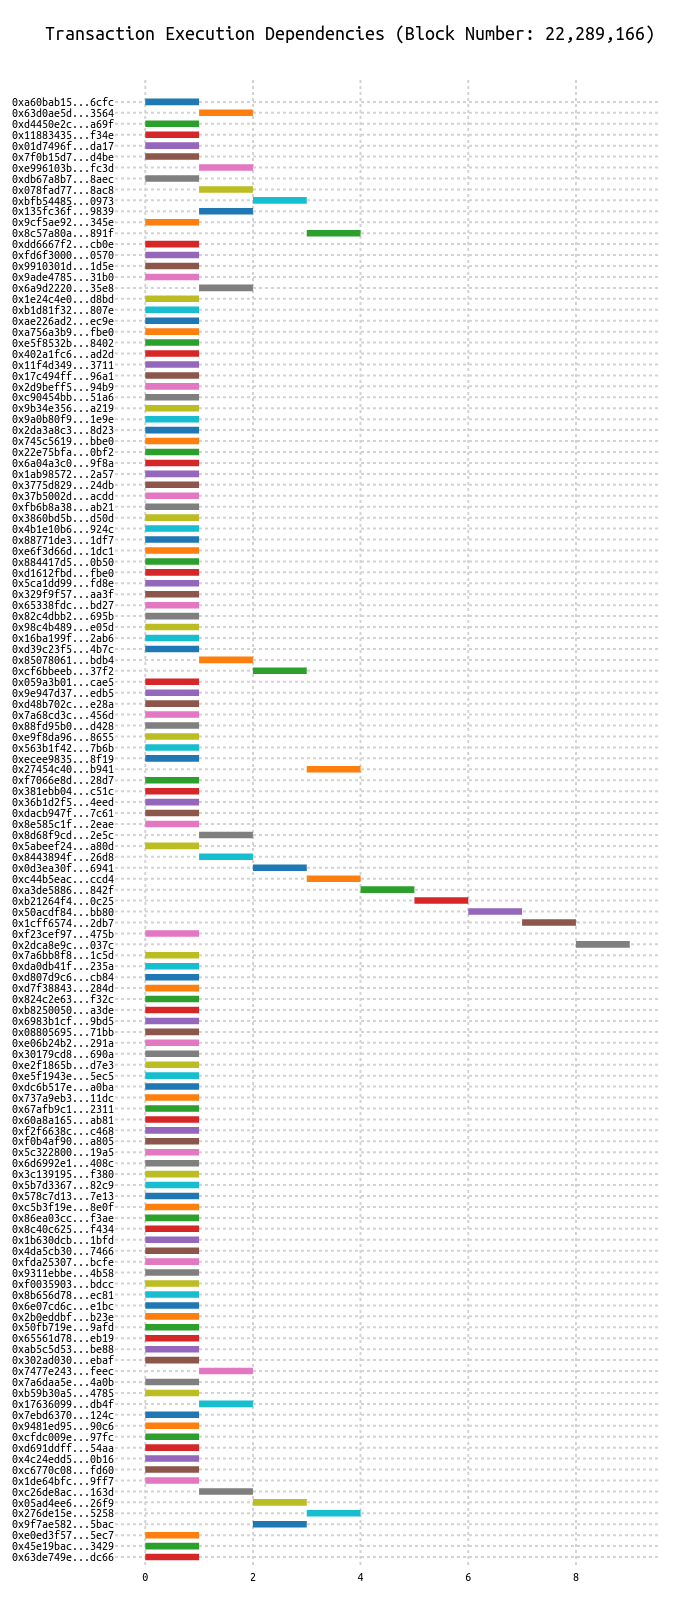 Transaction Execution Dependencies (Block Number: 22,289,166)
0xa60bab15...6cfc
0x63d0ae5d...3564
0xd4450e2c...a69f
0x11883435...f34e
0x01d7496f...da17
0x7f0b15d7...d4be
0xe996103b...fc3d
0xdb67a8b7...8aec
0x078fad77...8ac8
0xbfb54485...0973
0x135fc36f...9839
0x9cf5ae92...345e
0x8c57a80a...891f
0xdd6667f2...cb0e
0xfd6f3000...0570
0x9910301d...1d5e
0x9ade4785...31b0
0x6a9d2220...35e8
0x1e24c4e0...d8bd
0xb1d81f32...807e
0xae226ad2...ec9e
0xa756a3b9...fbe0
0xe5f8532b...8402
0x402a1fc6...ad2d
0x11f4d349...3711
0x17c494ff...96a1
0x2d9beff5...94b9
0xc90454bb...51a6
0x9b34e356...a219
0x9a0b80f9...1e9e
0x2da3a8c3...8d23
0x745c5619...bbe0
0x22e75bfa...0bf2
0x6a04a3c0...9f8a
0x1ab98572...2a57
0x3775d829...24db
0x37b5002d...acdd
0xfb6b8a38...ab21
0x3860bd5b...d50d
0x4b1e10b6...924c
0x88771de3...1df7
0xe6f3d66d...1dc1
0x884417d5...0b50
0xd1612fbd...fbe0
0x5ca1dd99...fd8e
0x329f9f57...aa3f
0x65338fdc...bd27
0x82c4dbb2...695b
0x98c4b489...e05d
0x16ba199f...2ab6
0xd39c23f5...4b7c
0x85078061...bdb4
0xcf6bbeeb...37f2
0x059a3b01...cae5
0x9e947d37...edb5
0xd48b702c...e28a
0x7a68cd3c...456d
0x88fd95b0...d428
0xe9f8da96...8655
0x563b1f42...7b6b
0xecee9835...8f19
0x27454c40...b941
0xf7066e8d...28d7
0x381ebb04...c51c
0x36b1d2f5...4eed
0xdacb947f...7c61
0x8e585c1f...2eae
0x8d68f9cd...2e5c
0x5abeef24...a80d
0x8443894f...26d8
0x0d3ea30f...6941
0xc44b5eac...ccd4
0xa3de5886...842f
0xb21264f4...0c25
0x50acdf84...bb80
0x1cff6574...2db7
0xf23cef97...475b
0x2dca8e9c...037c
0x7a6bb8f8...1c5d
0xda0db41f...235a
0xd807d9c6...cb84
0xd7f38843...284d
0x824c2e63...f32c
0xb8250050...a3de
0x6983b1cf...9bd5
0x08805695...71bb
0xe06b24b2...291a
0x30179cd8...690a
0xe2f1865b...d7e3
0xe5f1943e...5ec5
0xdc6b517e...a0ba
0x737a9eb3...11dc
0x67afb9c1...2311
0x60a8a165...ab81
0xf2f6638c...c468
0xf0b4af90...a805
0x5c322800...19a5
0x6d6992e1...408c
0x3c139195...f380
0x5b7d3367...82c9
0x578c7d13...7e13
0xc5b3f19e...8e0f
0x86ea03cc...f3ae
0x8c40c625...f434
0x1b630dcb...1bfd
0x4da5cb30...7466
0xfda25307...bcfe
0x9311ebbe...4b58
0xf0035903...bdcc
0x8b656d78...ec81
0x6e07cd6c...e1bc
0x2b0eddbf...b23e
0x50fb719e...9afd
0x65561d78...eb19
0xab5c5d53...be88
0x302ad030...ebaf
0x7477e243...feec
0x7a6daa5e...4a0b
0xb59b30a5...4785
0x17636099...db4f
0x7ebd6370...124c
0x9481ed95...90c6
0xcfdc009e...97fc
0xd691ddff...54aa
0x4c24edd5...0b16
0xc6770c08...fd60
0x1de64bfc...9ff7
0xc26de8ac...163d
0x05ad4ee6...26f9
0x276de15e...5258
0x9f7ae582...5bac
0xe0ed3f57...5ec7
0x45e19bac...3429
0x63de749e...dc66
0 2 4 6 8